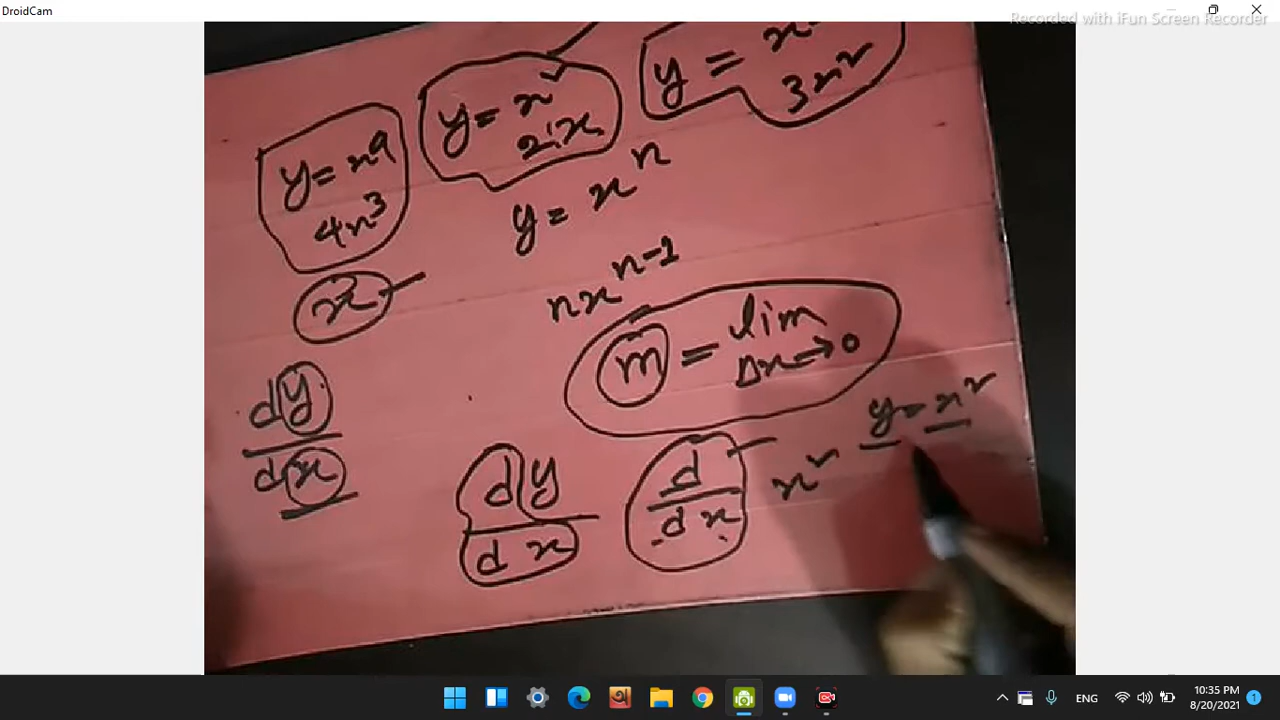 DroidCam
Recorded with iFun Screen Recorder
y = x⁴
4x³
y = x²
2x
y = x
3x²
y = xⁿ
nxⁿ⁻¹
x
m = lim
Δx→0
dy
dx
dy
dx
d
dx
x²
y = x²
ENG
10:35 PM
8/20/2021
1